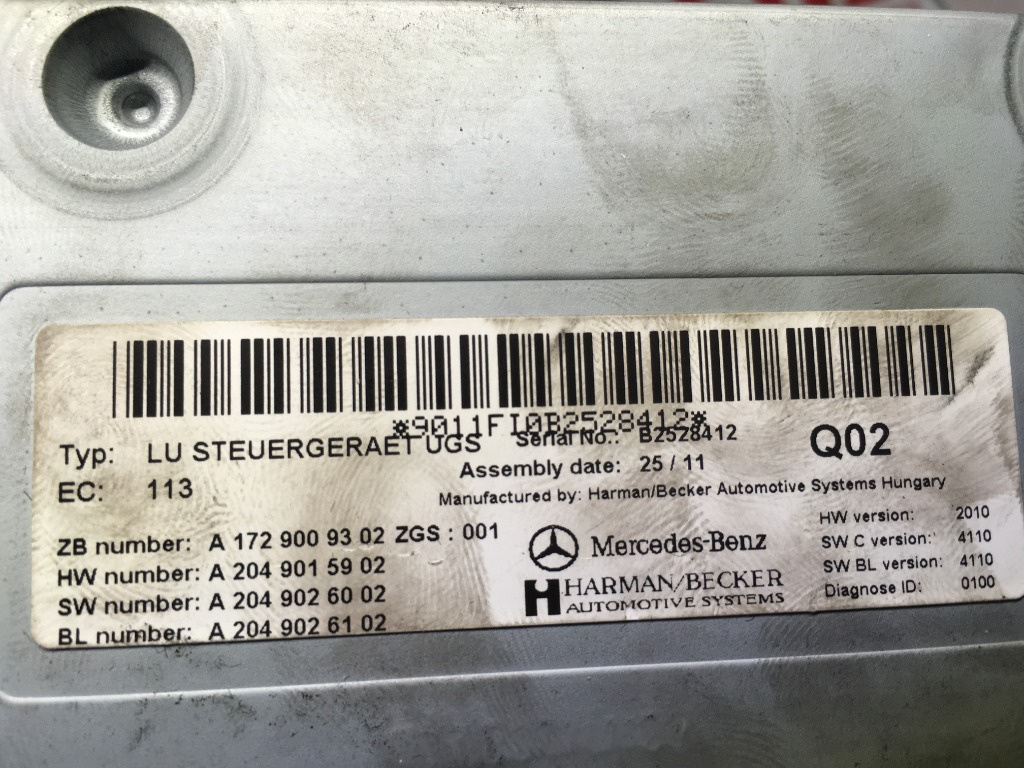 *9011FI0B2528412*
Typ: LU STEUERGERAET UGS
Serial No.: B2528412
Q02
EC: 113
Assembly date: 25 / 11
Manufactured by: Harman/Becker Automotive Systems Hungary
ZB number: A 172 900 93 02 ZGS : 001
HW number: A 204 901 59 02
SW number: A 204 902 60 02
BL number: A 204 902 61 02
Mercedes-Benz
HARMAN/BECKER
AUTOMOTIVE SYSTEMS
HW version: 2010
SW C version: 4110
SW BL version: 4110
Diagnose ID: 0100